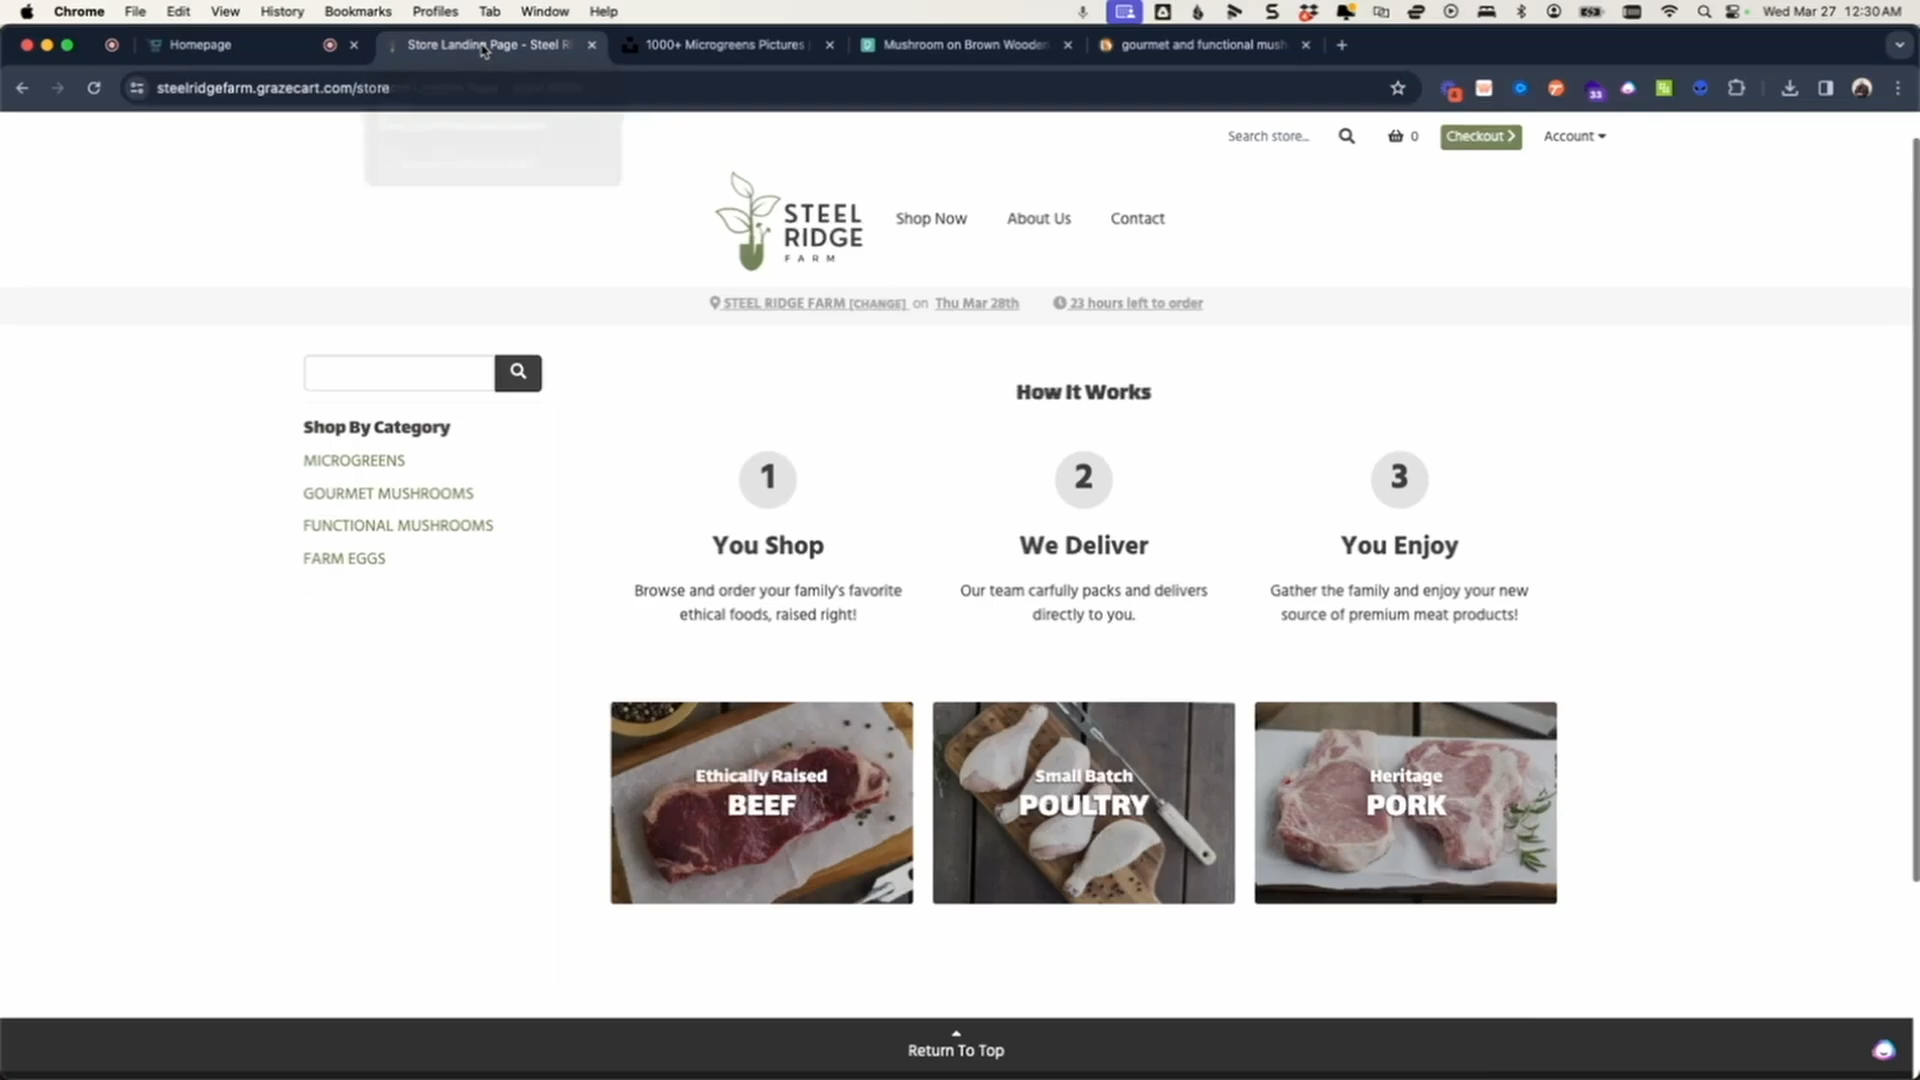 Chrome File Edit View History Bookmarks Profiles Tab Window Help Wed Mar 27 12:30 AM
Homepage Store Landing Page - Steel Ri 1000+ Microgreens Pictures Mushroom on Brown Wooden gourmet and functional mush
steelridgefarm.grazecart.com/store 33
Search store... 0 Checkout Account
STEEL
RIDGE
FARM
Shop Now About Us Contact
STEEL RIDGE FARM [CHANGE] on Thu Mar 28th 23 hours left to order
Shop By Category
MICROGREENS
GOURMET MUSHROOMS
FUNCTIONAL MUSHROOMS
FARM EGGS
How It Works
1 2 3
You Shop We Deliver You Enjoy
Browse and order your family's favorite Our team carfully packs and delivers Gather the family and enjoy your new
ethical foods, raised right! directly to you. source of premium meat products!
Ethically Raised Small Batch Heritage
BEEF POULTRY PORK
Return To Top